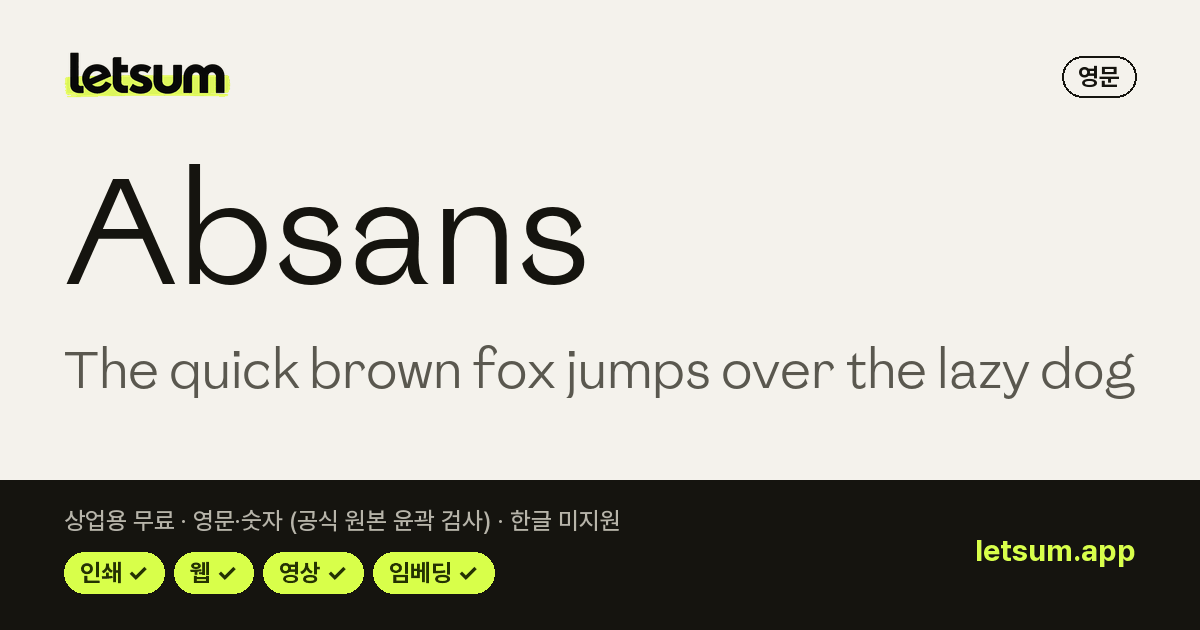 letsum
영문
Absans
The quick brown fox jumps over the lazy dog
상업용 무료 · 영문·숫자 (공식 원본 윤곽 검사) · 한글 미지원
인쇄 ✓ 웹 ✓ 영상 ✓ 임베딩 ✓
letsum.app